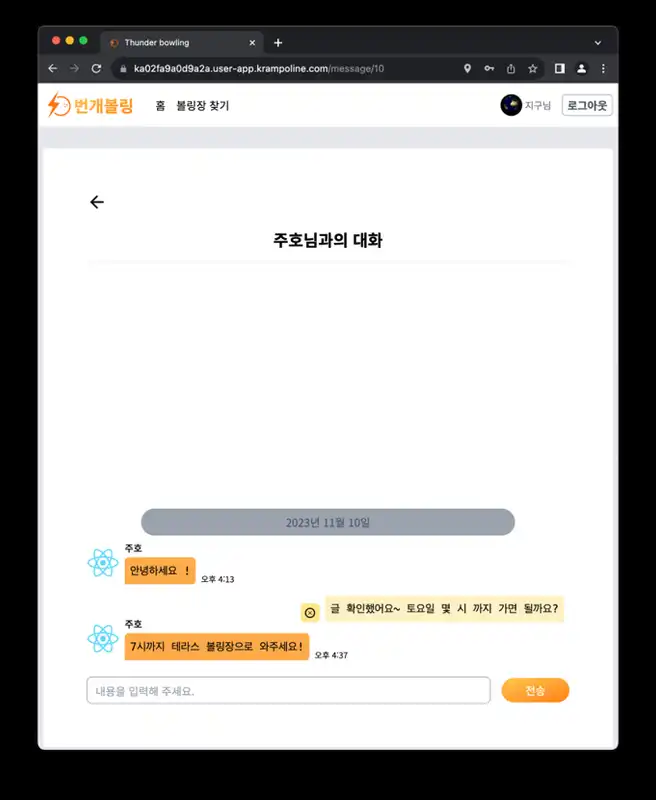 Thunder bowling
ka02fa9a0d9a2a.user-app.krampoline.com/message/10
번개볼링 홈 볼링장 찾기 지구님 로그아웃
주호님과의 대화
2023년 11월 10일
주호
안녕하세요 !
오후 4:13
글 확인했어요~ 토요일 몇 시 까지 가면 될까요?
주호
7시까지 테라스 볼링장으로 와주세요!
오후 4:37
내용을 입력해 주세요.
전송